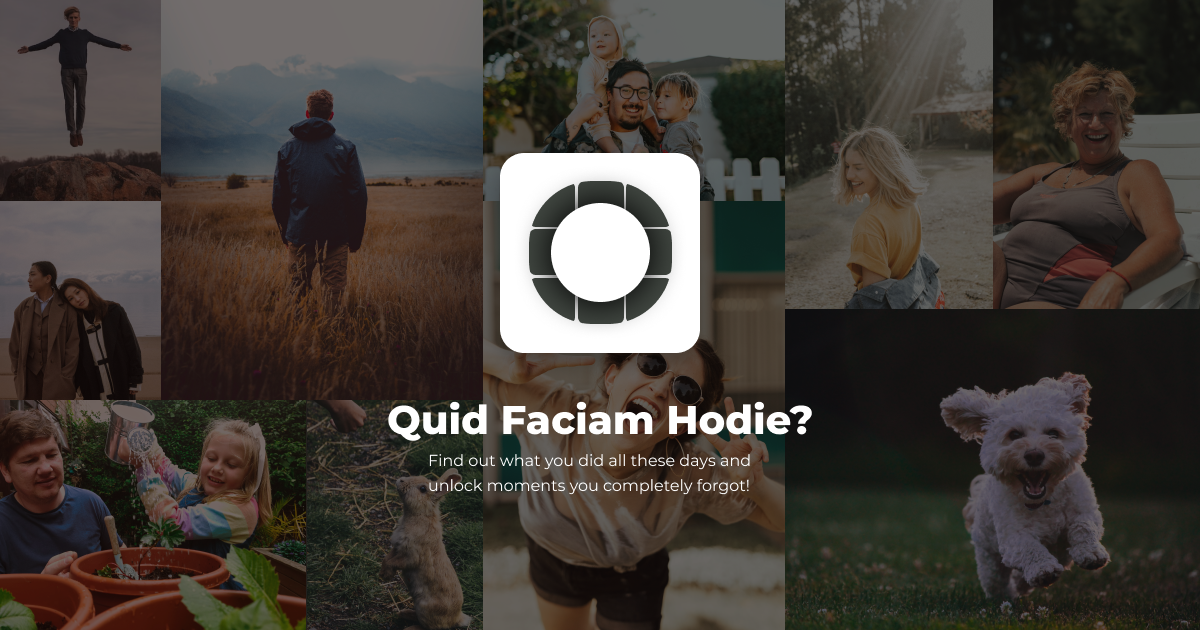 Quid Faciam Hodie?
Find out what you did all these days and
unlock moments you completely forgot!